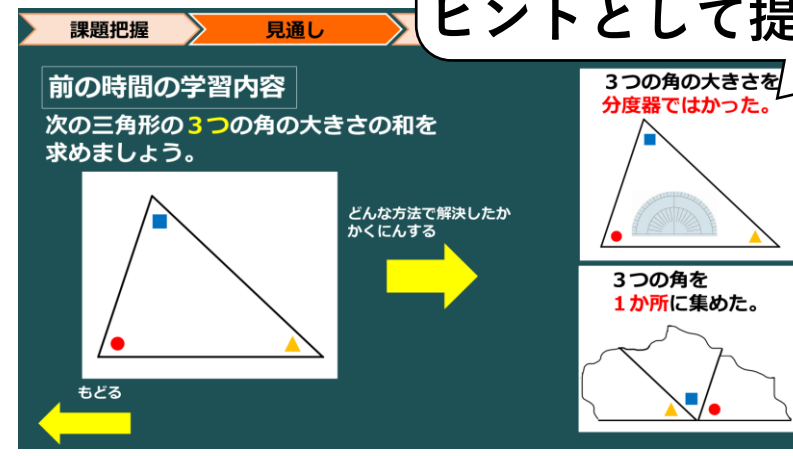 課題把握
見通し
ヒントとして提
前の時間の学習内容
次の三角形の３つの角の大きさの和を
求めましょう。
どんな方法で解決したか
かくにんする
もどる
３つの角の大きさを
分度器ではかった。
３つの角を
１か所に集めた。